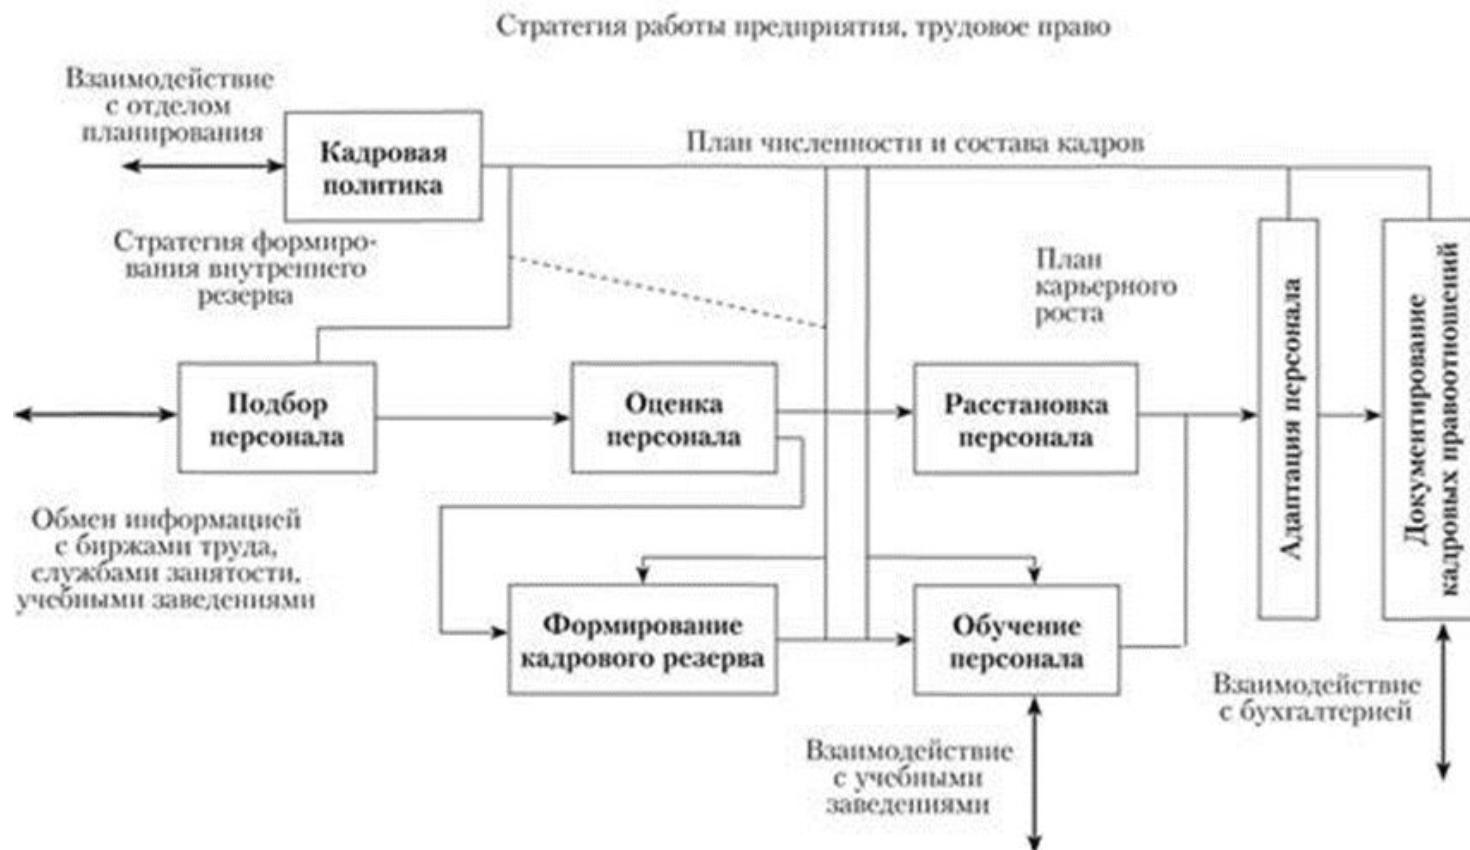 Стратегия работы предприятия, трудовое право
Взаимодействие
с отделом
планирования
Кадровая
политика
План численности и состава кадров
Стратегия формиро-
вания внутреннего
резерва
План
карьерного
роста
Подбор
персонала
Оценка
персонала
Расстановка
персонала
Адаптация персонала
Документирование
кадровых правоотношений
Обмен информацией
с биржами труда,
службами занятости,
учебными заведениями
Формирование
кадрового резерва
Обучение
персонала
Взаимодействие
с учебными
заведениями
Взаимодействие
с бухгалтерией